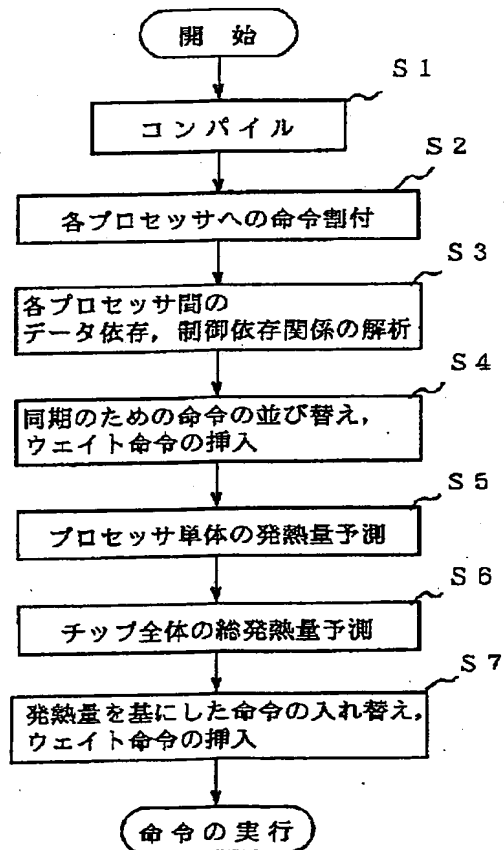 開始
S1
コンパイル
S2
各プロセッサへの命令割付
S3
各プロセッサ間の
データ依存,制御依存関係の解析
S4
同期のための命令の並び替え,
ウェイト命令の挿入
S5
プロセッサ単体の発熱量予測
S6
チップ全体の総発熱量予測
S7
発熱量を基にした命令の入れ替え,
ウェイト命令の挿入
命令の実行